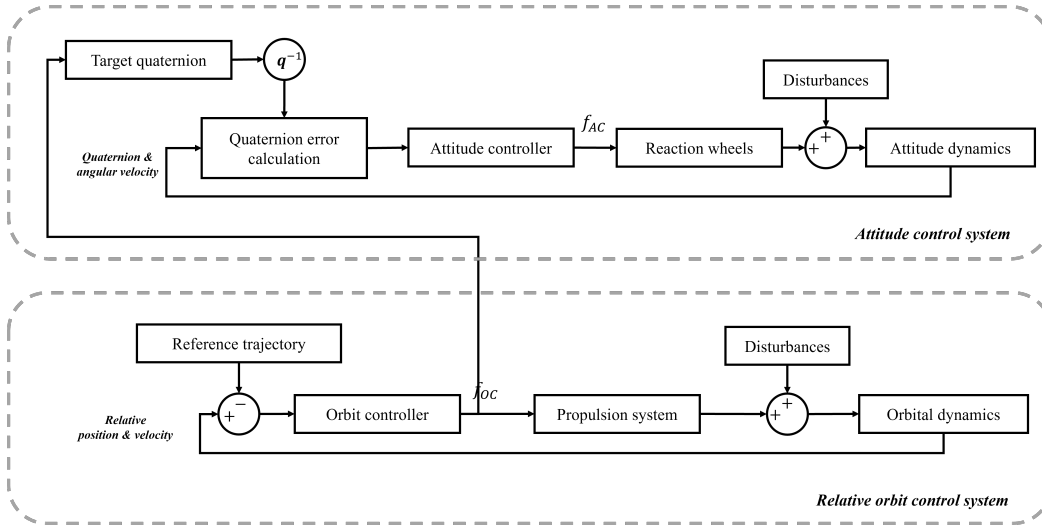 Target quaternion
q⁻¹
Disturbances
Quaternion error
calculation
Attitude controller
f_AC
Reaction wheels
+
+
Attitude dynamics
Quaternion &
angular velocity
Attitude control system
Reference trajectory
Disturbances
−
+
Orbit controller
f_OC
Propulsion system
+
+
Orbital dynamics
Relative
position & velocity
Relative orbit control system